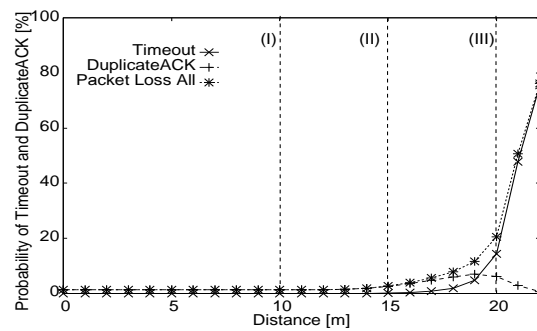 Probability of Timeout and DuplicateACK [%]
100
80
60
40
20
0
(I)
(II)
(III)
Timeout
DuplicateACK
Packet Loss All
0
5
10
15
20
Distance [m]